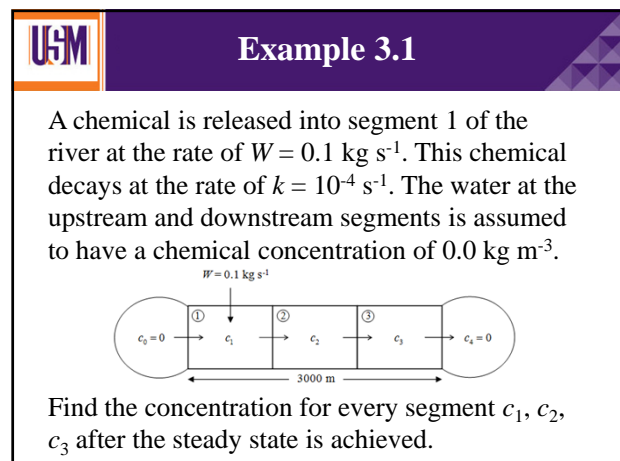 USM
Example 3.1
A chemical is released into segment 1 of the
river at the rate of W = 0.1 kg s⁻¹. This chemical
decays at the rate of k = 10⁻⁴ s⁻¹. The water at the
upstream and downstream segments is assumed
to have a chemical concentration of 0.0 kg m⁻³.
W = 0.1 kg s⁻¹
① ② ③
c₀ = 0 c₁ c₂ c₃ c₄ = 0
3000 m
Find the concentration for every segment c₁, c₂,
c₃ after the steady state is achieved.